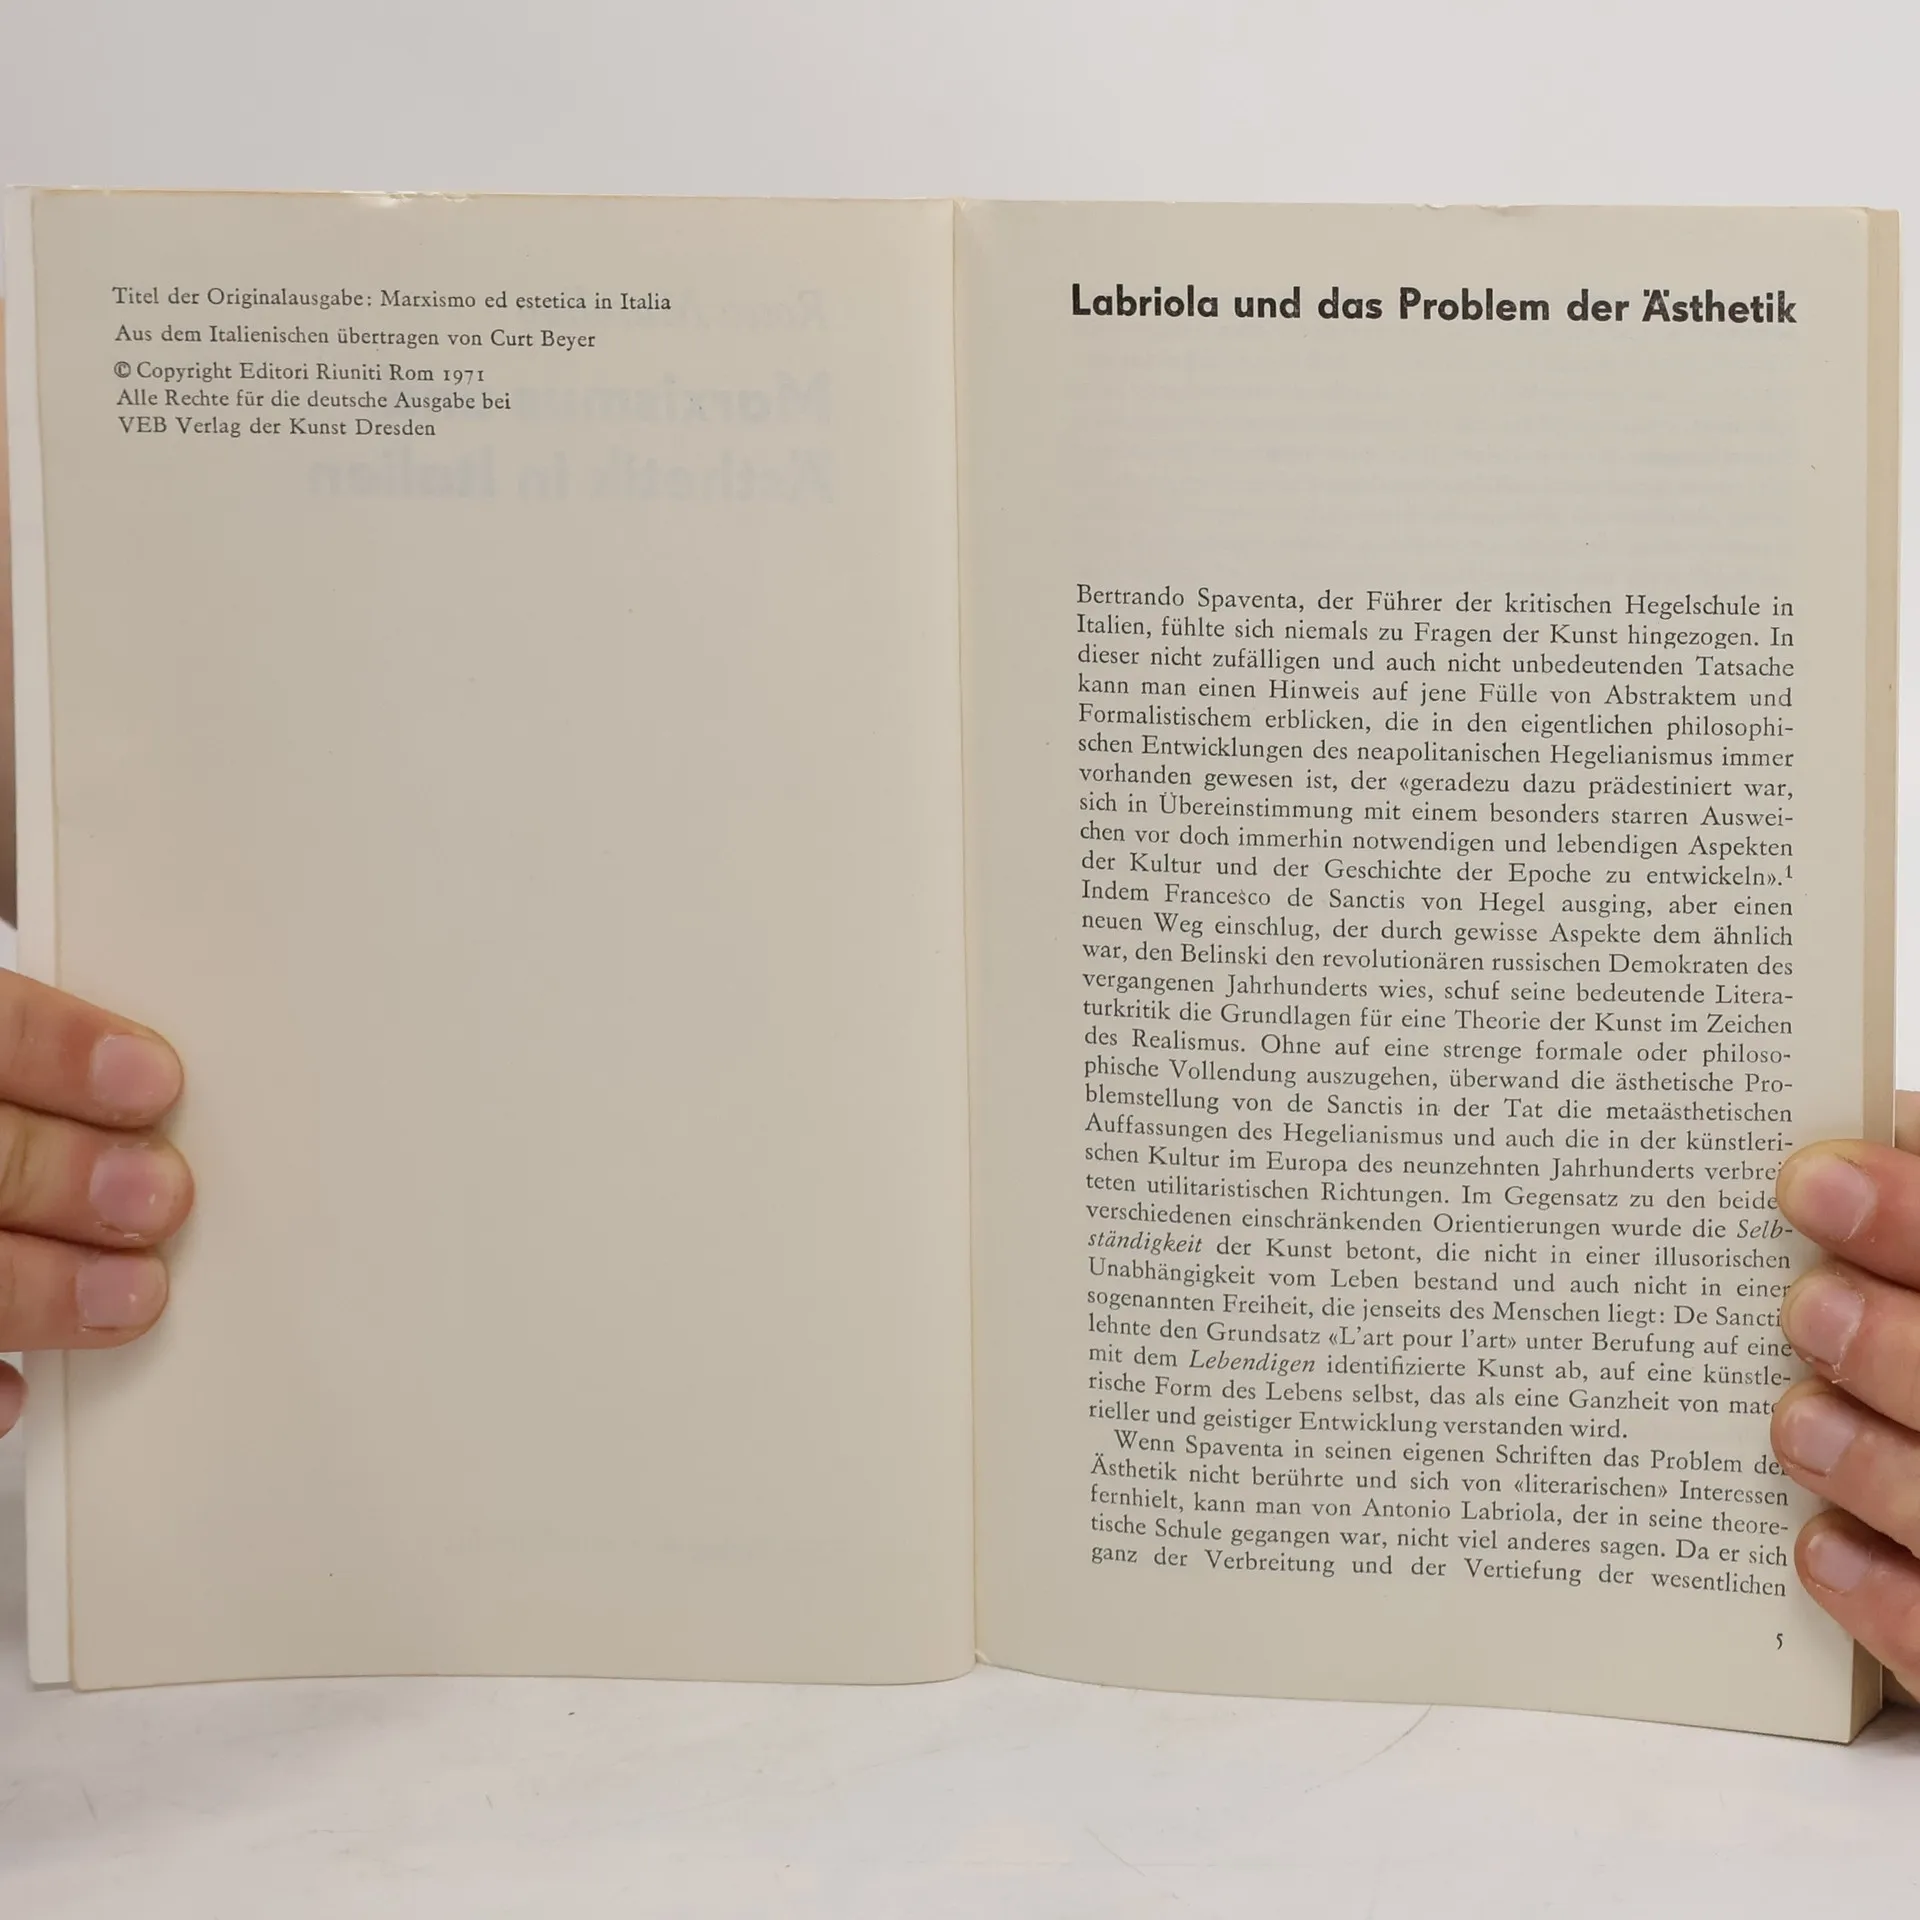 Titel der Originalausgabe: Marxismo ed estetica in Italia
Aus dem Italienischen übertragen von Curt Beyer
© Copyright Editori Riuniti Rom 1971
Alle Rechte für die deutsche Ausgabe bei
VEB Verlag der Kunst Dresden
Labriola und das Problem der Ästhetik
Bertrando Spaventa, der Führer der kritischen Hegelschule in
Italien, fühlte sich niemals zu Fragen der Kunst hingezogen. In
dieser nicht zufälligen und auch nicht unbedeutenden Tatsache
kann man einen Hinweis auf jene Fülle von Abstraktem und
Formalistischem erblicken, die in den eigentlichen philosophi-
schen Entwicklungen des neapolitanischen Hegelianismus immer
vorhanden gewesen ist, der «geradezu dazu prädestiniert war,
sich in Übereinstimmung mit einem besonders starren Auswei-
chen vor doch immerhin notwendigen und lebendigen Aspekten
der Kultur und der Geschichte der Epoche zu entwickeln».¹
Indem Francesco de Sanctis von Hegel ausging, aber einen
neuen Weg einschlug, der durch gewisse Aspekte dem ähnlich
war, den Belinski den revolutionären russischen Demokraten des
vergangenen Jahrhunderts wies, schuf seine bedeutende Litera-
turkritik die Grundlagen für eine Theorie der Kunst im Zeichen
des Realismus. Ohne auf eine strenge formale oder philoso-
phische Vollendung auszugehen, überwand die ästhetische Pro-
blemstellung von de Sanctis in der Tat die metaästhetischen
Auffassungen des Hegelianismus und auch die in der künstleri-
schen Kultur im Europa des neunzehnten Jahrhunderts verbrei
teten utilitaristischen Richtungen. Im Gegensatz zu den beide
verschiedenen einschränkenden Orientierungen wurde die Selb-
ständigkeit der Kunst betont, die nicht in einer illusorischen
Unabhängigkeit vom Leben bestand und auch nicht in einer
sogenannten Freiheit, die jenseits des Menschen liegt: De Sancti
lehnte den Grundsatz «L'art pour l'art» unter Berufung auf eine
mit dem Lebendigen identifizierte Kunst ab, auf eine künstle-
rische Form des Lebens selbst, das als eine Ganzheit von mate
rieller und geistiger Entwicklung verstanden wird.
Wenn Spaventa in seinen eigenen Schriften das Problem de
Ästhetik nicht berührte und sich von «literarischen» Interessen
fernhielt, kann man von Antonio Labriola, der in seine theore-
tische Schule gegangen war, nicht viel anderes sagen. Da er sich
ganz der Verbreitung und der Vertiefung der wesentlichen
5